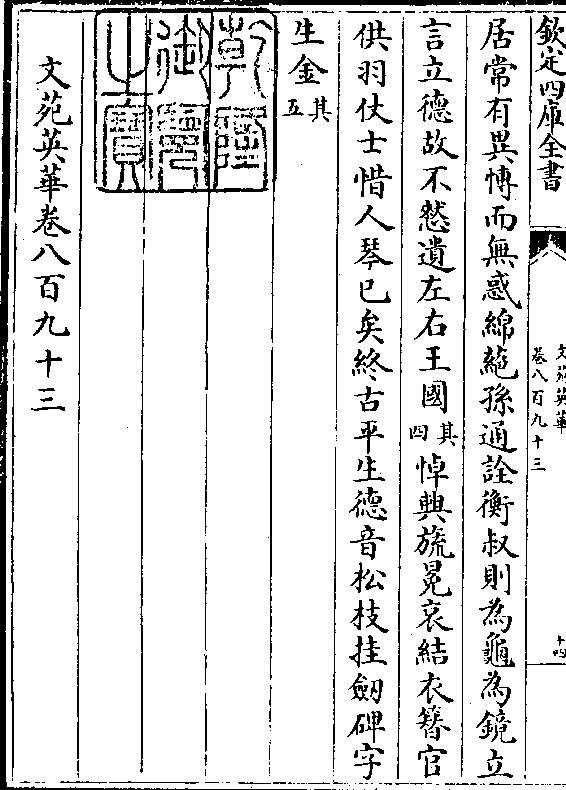 欽定四庫全書
文苑英華
卷八百九十三
十四
居常有異慱而無惑綿蕝孫通詮衡叔則為龜為鏡立
言立德故不慭遺左右王國其四悼興旒冕哀結衣簪官
供羽仗士惜人琴已矣終古平生德音松枝挂劒碑字
生金其五
乾隆御覽之寶
文苑英華卷八百九十三